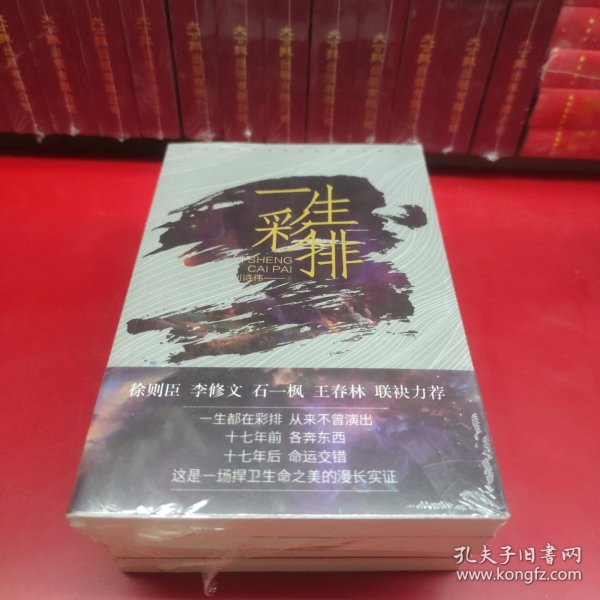 一生
彩排
SHENG
CAI PAI
徐则臣 李修文 石一枫 王春林 联袂力荐
一生都在彩排 从来不曾演出
十七年前 各奔东西
十七年后 命运交错
这是一场捍卫生命之美的漫长实证
孔夫子旧书网
www.kongfz.com